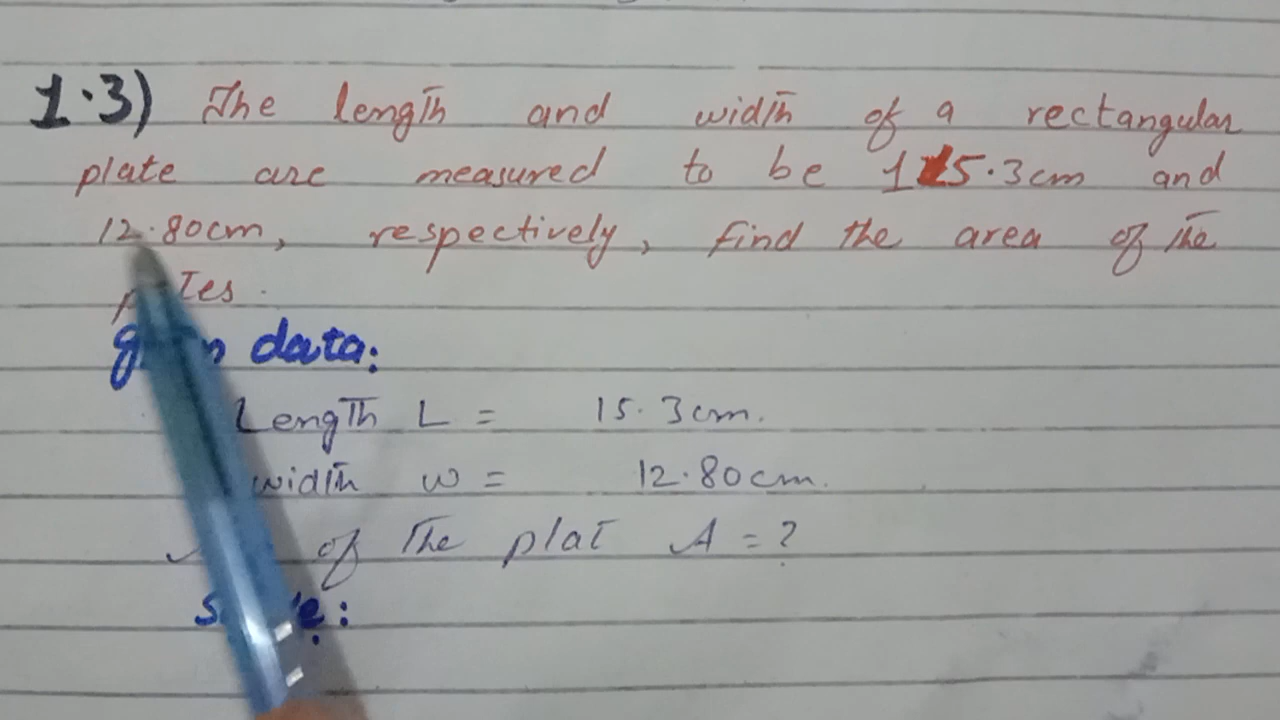 1.3) The length and width of a rectangular
plate are measured to be 15.3cm and
12.80cm, respectively, find the area of the
data:
Length L = 15.3cm.
width w = 12.80cm.
of The plat A = ?